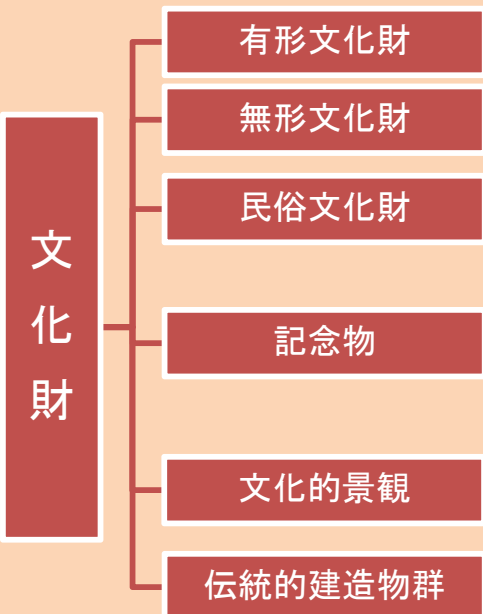 文化財
有形文化財
無形文化財
民俗文化財
記念物
文化的景観
伝統的建造物群